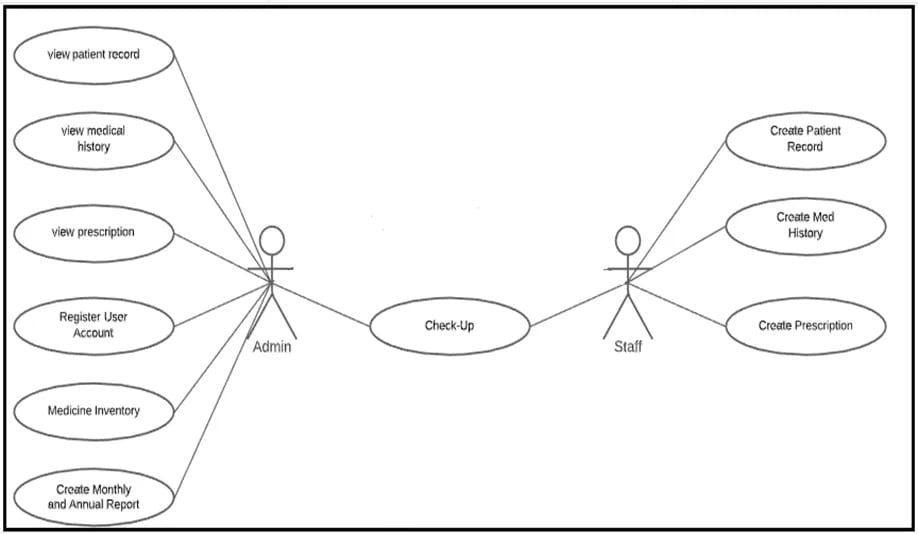 view patient record
view medical
history
view prescription
Register User
Account
Medicine Inventory
Create Monthly
and Annual Report
Admin
Check-Up
Staff
Create Patient
Record
Create Med
History
Create Prescription